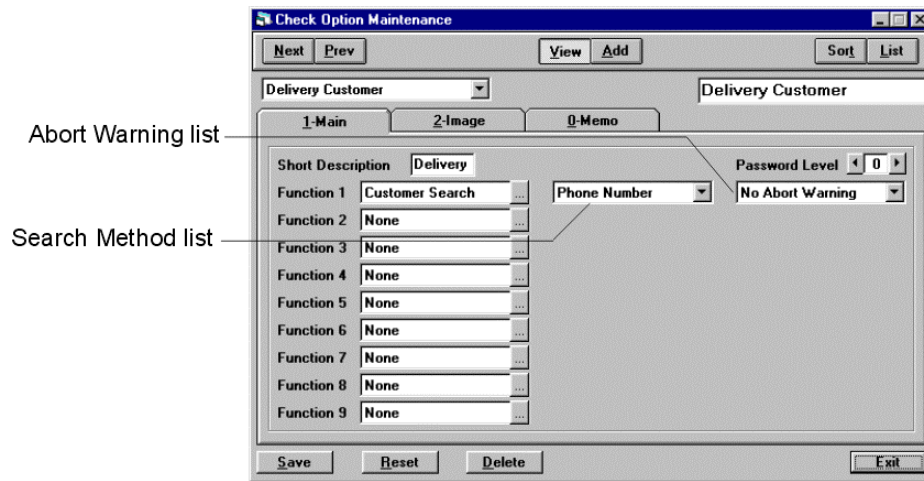 Check Option Maintenance
Next Prev View Add Sort List
Delivery Customer Delivery Customer
1-Main 2-Image 0-Memo
Abort Warning list
Short Description Delivery Password Level 0
Function 1 Customer Search ... Phone Number No Abort Warning
Function 2 None ...
Search Method list
Function 3 None ...
Function 4 None ...
Function 5 None ...
Function 6 None ...
Function 7 None ...
Function 8 None ...
Function 9 None ...
Save Reset Delete Exit